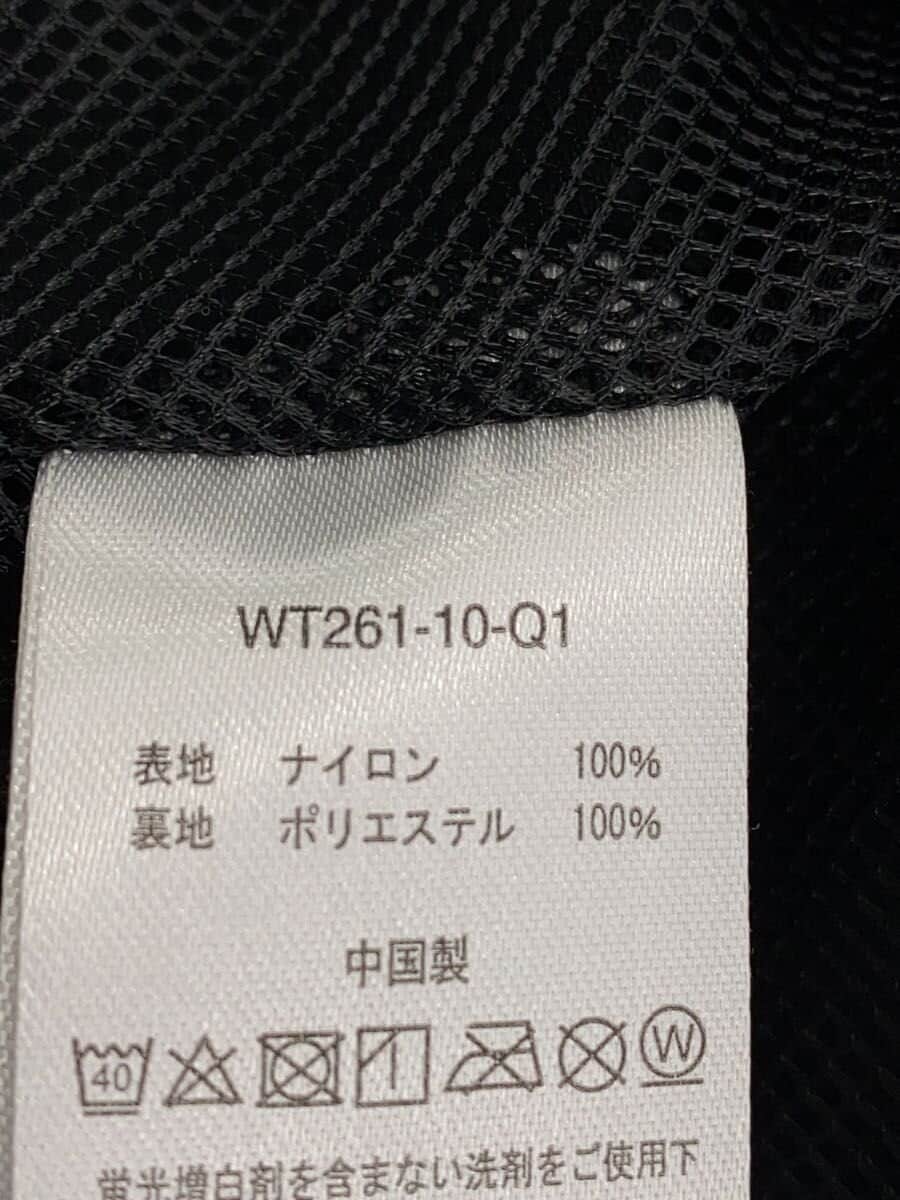 WT261-10-Q1
表地 ナイロン 100%
裏地 ポリエステル 100%
中国製
40 W
蛍光増白剤を含まない洗剤をご使用下